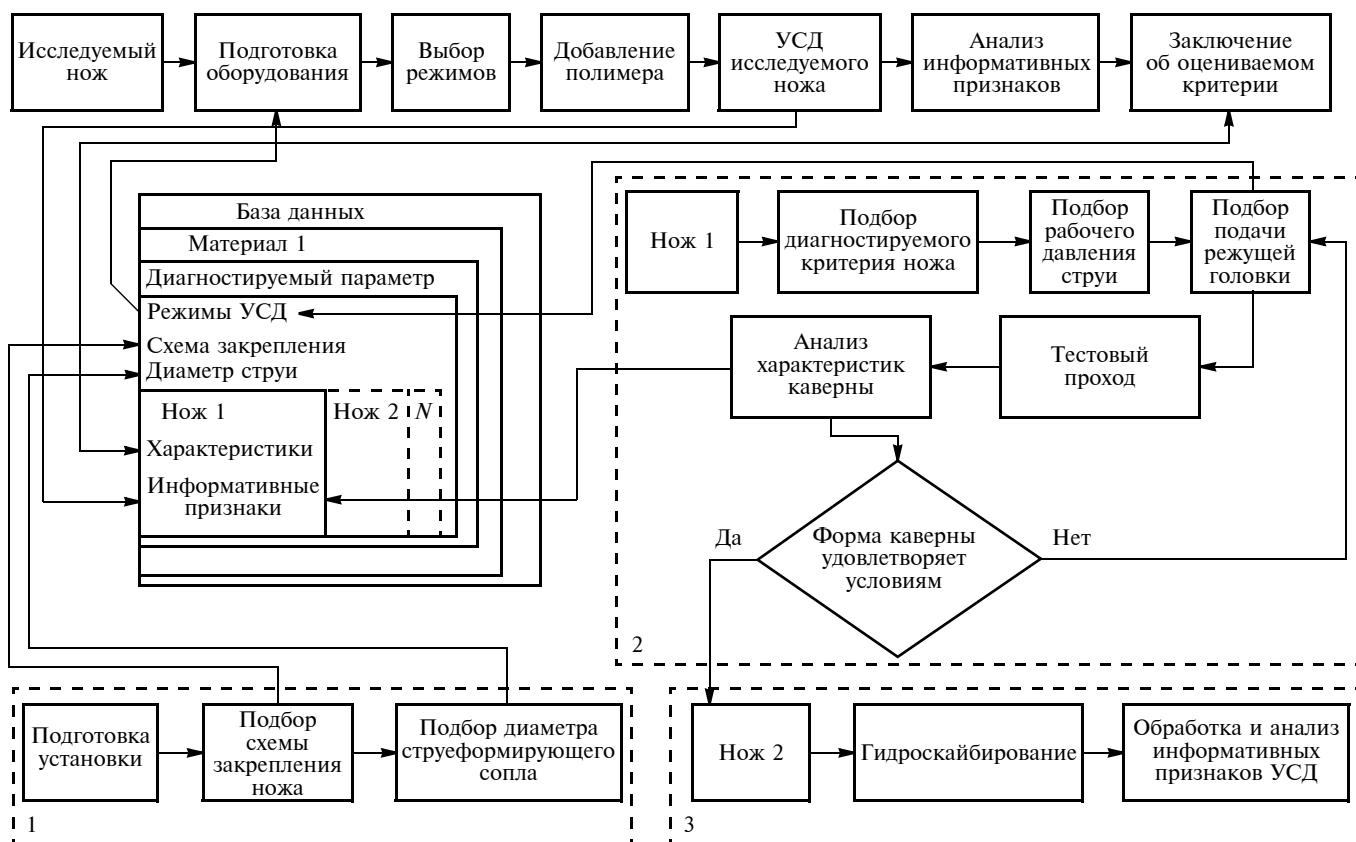 Исследуемый
нож
Подготовка
оборудования
Выбор
режимов
Добавление
полимера
УСД
исследуемого
ножа
Анализ
информативных
признаков
Заключение
об оцениваемом
критерии
База данных
Материал 1
Диагностируемый параметр
Режимы УСД
Схема закрепления
Диаметр струи
Нож 1
Характеристики
Информативные
признаки
Нож 2
N
Нож 1
Подбор
диагностируемого
критерия ножа
Подбор
рабочего
давления
струи
Подбор
подачи
режущей
головки
Анализ
характеристик
каверны
Тестовый
проход
Да
Форма каверны
удовлетворяет
условиям
Нет
2
Подготовка
установки
Подбор
схемы
закрепления
ножа
Подбор диаметра
струеформирующего
сопла
1
Нож 2
Гидроскайбирование
Обработка и анализ
информативных
признаков УСД
3